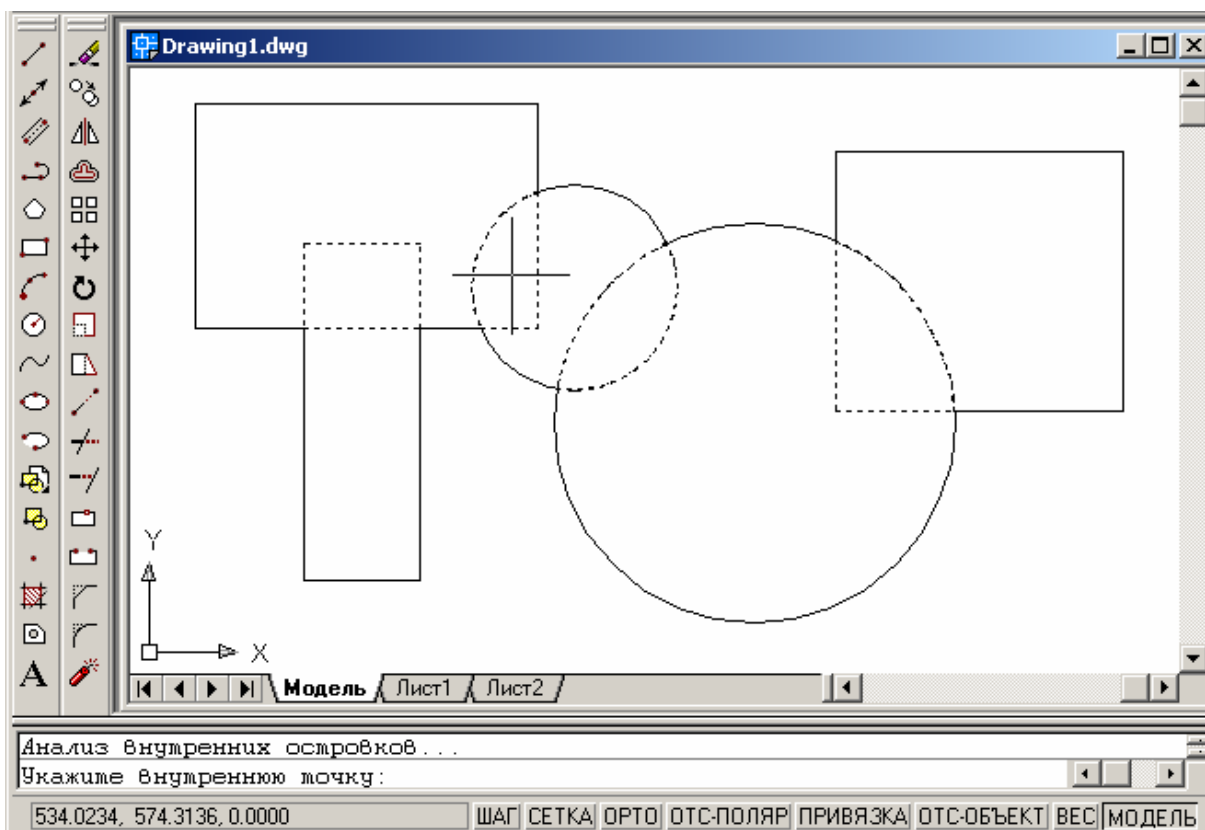 Drawing1.dwg
Y
X
A
Модель Лист1 Лист2
Анализ внутренних островков...
Укажите внутреннюю точку:
534.0234, 574.3136, 0.0000 ШАГ СЕТКА ОРТО ОТС-ПОЛЯР ПРИВЯЗКА ОТС-ОБЪЕКТ ВЕС МОДЕЛЬ